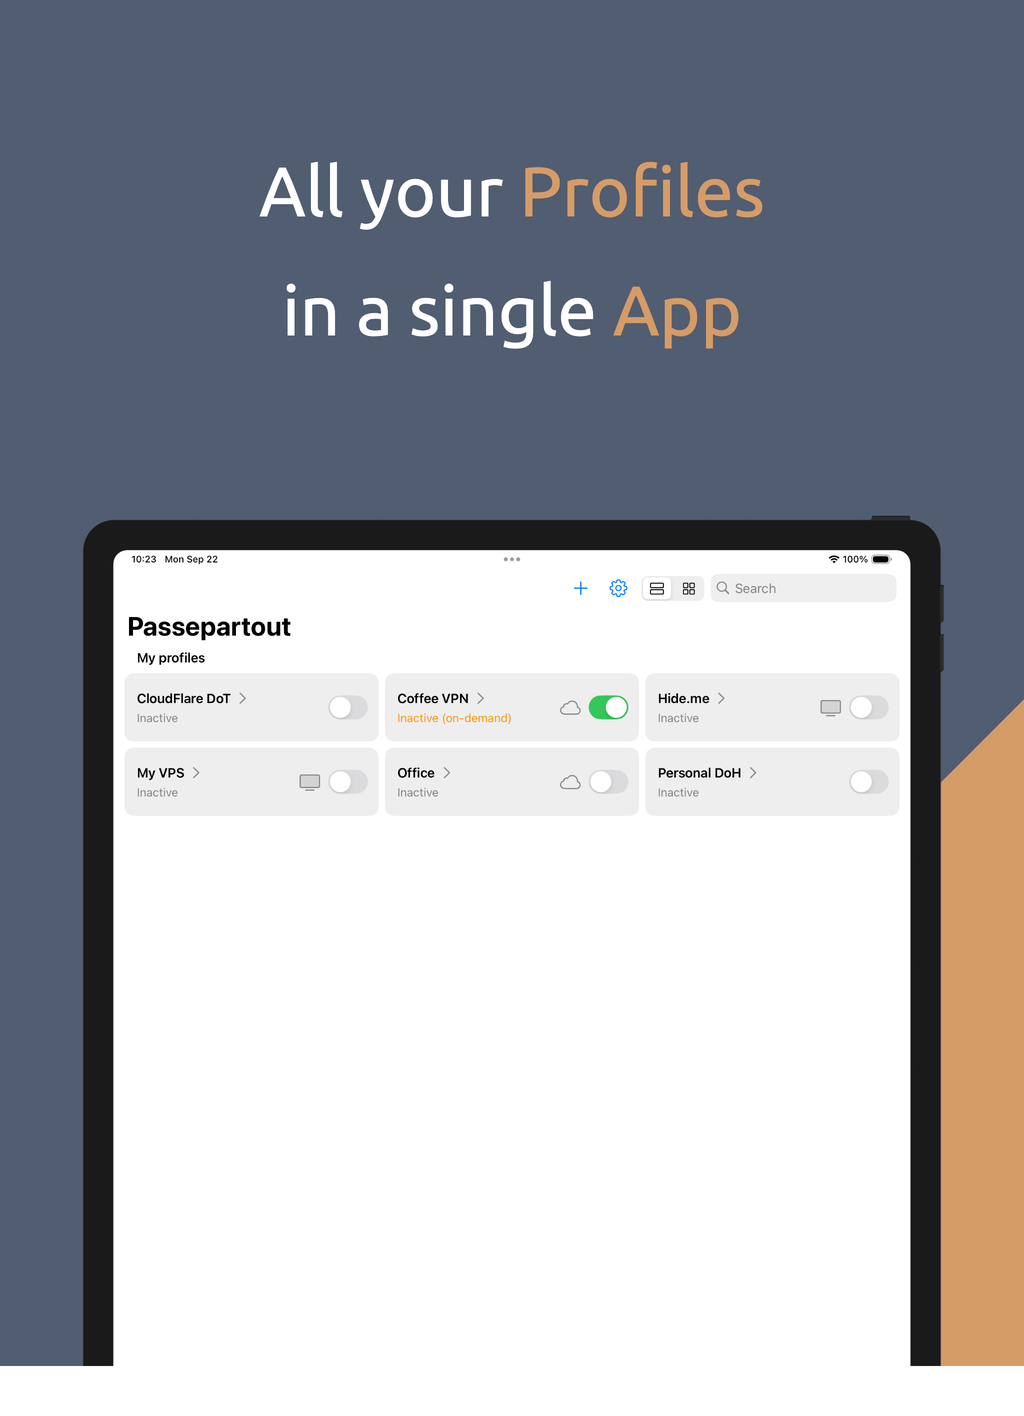 All your Profiles
in a single App
10:23 Mon Sep 22
100%
Search
Passepartout
My profiles
CloudFlare DoT
Inactive
Coffee VPN
Inactive (on-demand)
Hide.me
Inactive
My VPS
Inactive
Office
Inactive
Personal DoH
Inactive